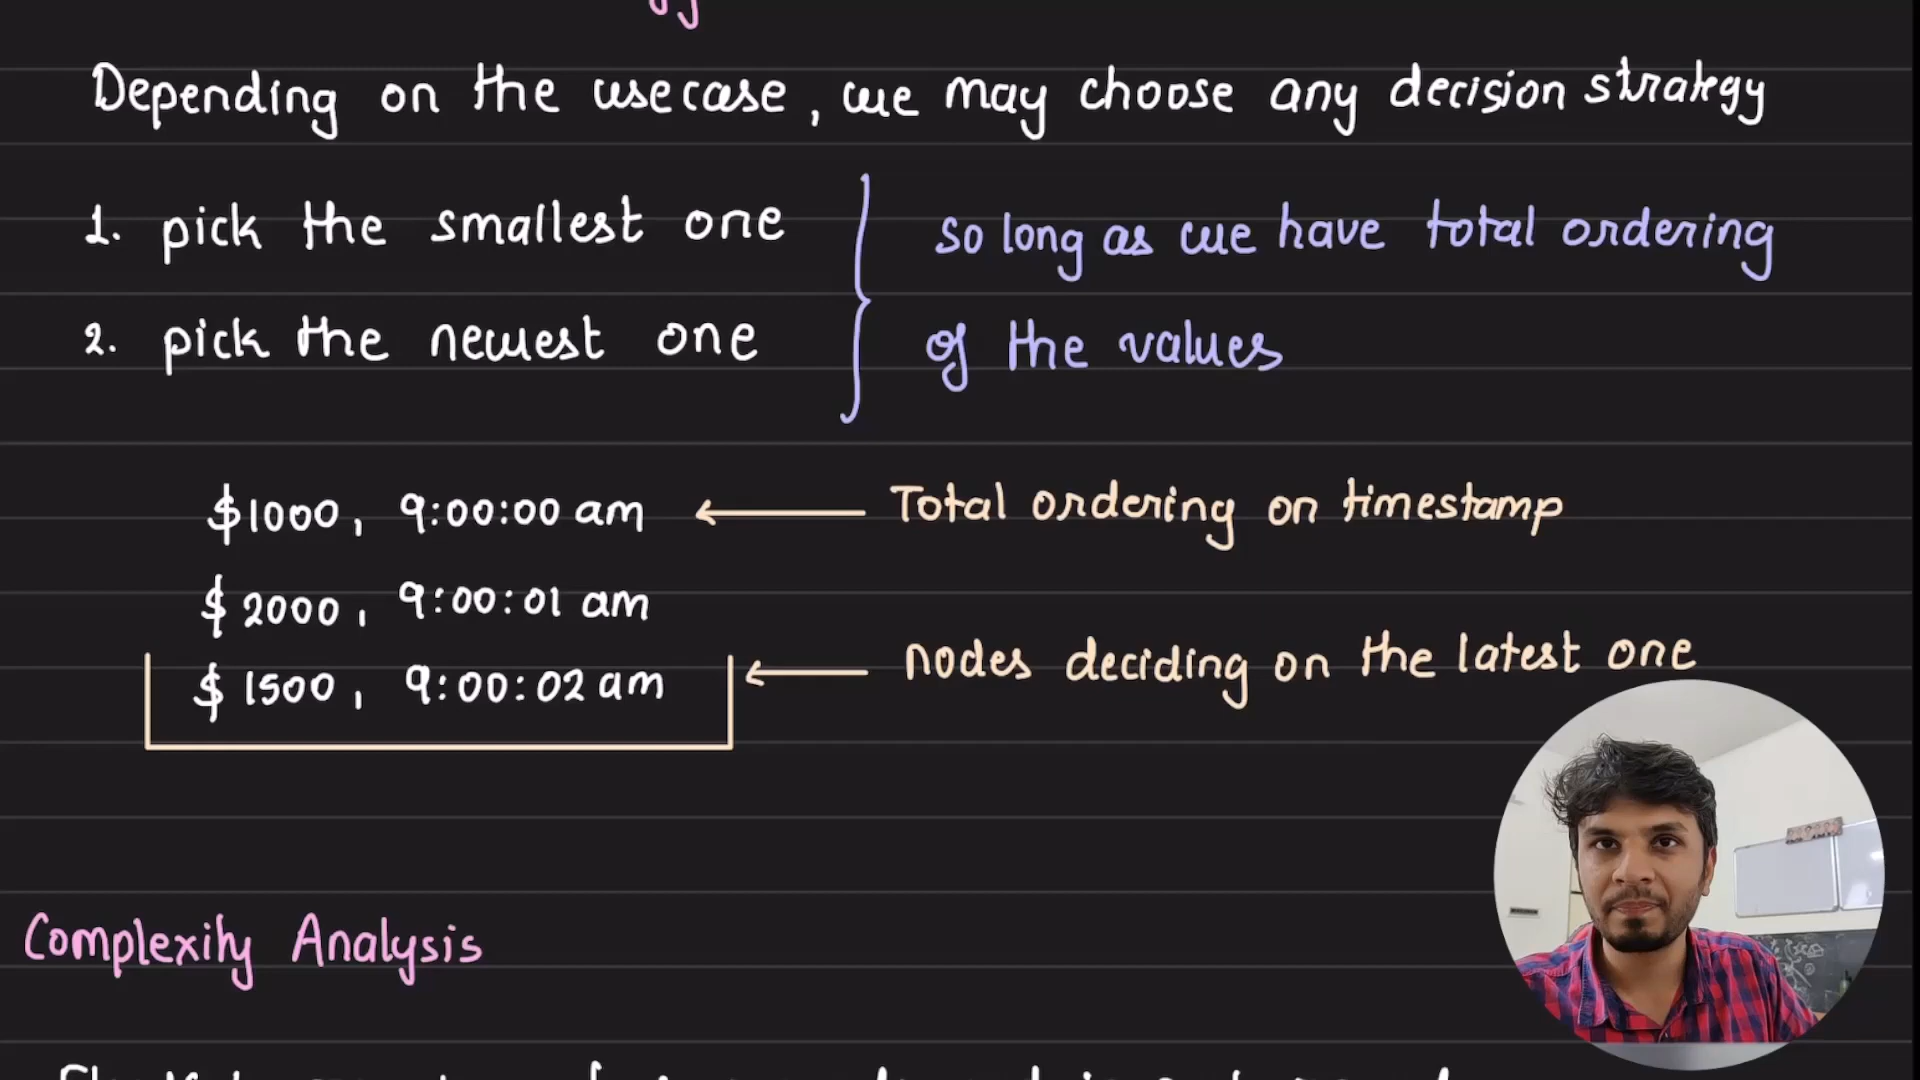 Depending on the usecase, we may choose any decision strategy
1. pick the smallest one
2. pick the newest one
so long as we have total ordering
of the values
$1000, 9:00:00 am
Total ordering on timestamp
$2000, 9:00:01 am
$1500, 9:00:02 am
nodes deciding on the latest one
Complexity Analysis